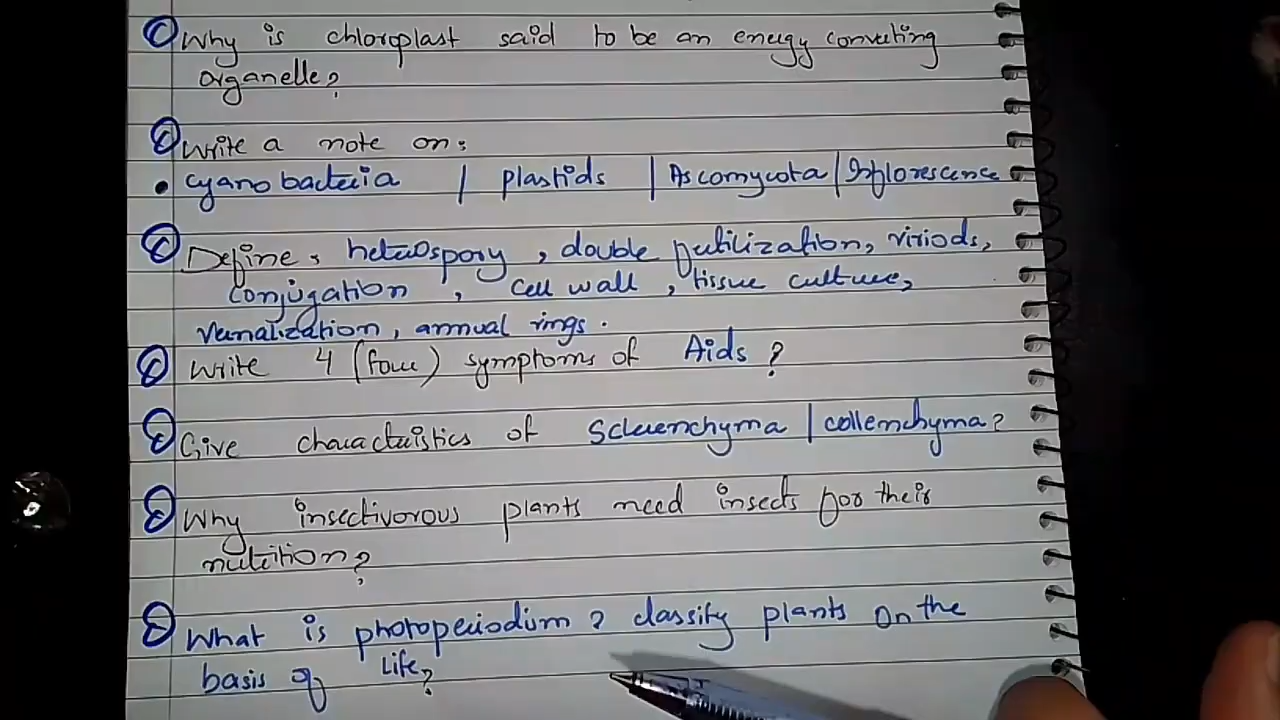 Why is chloroplast said to be an energy converting
organelle?
Write a note on:
• Cyanobacteria | plastids | Ascomycota | Inflorescence
Define, heterospory, double fertilization, viriods,
conjugation, Cell wall, tissue culture,
Vernalization, annual rings.
Write 4 (four) symptoms of Aids?
Give characteristics of Sclerenchyma | collenchyma?
Why insectivorous plants need insects for their
nutrition?
What is photoperiodism? classify plants on the
basis of Life?